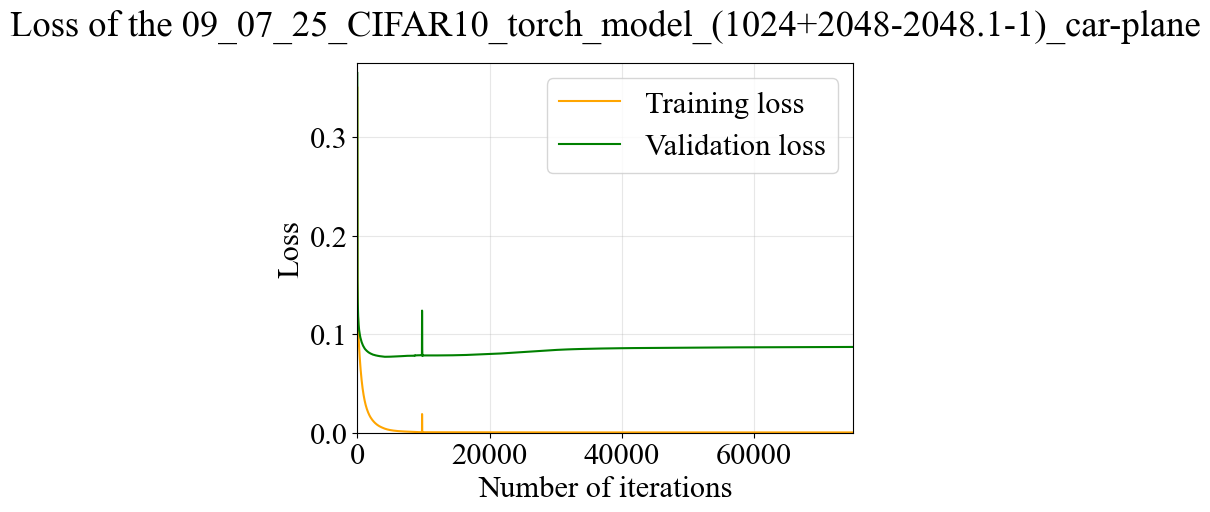 Loss of the 09_07_25_CIFAR10_torch_model_(1024+2048-2048.1-1)_car-plane
Training loss
Validation loss
Loss
0.3
0.2
0.1
0.0
0 20000 40000 60000
Number of iterations